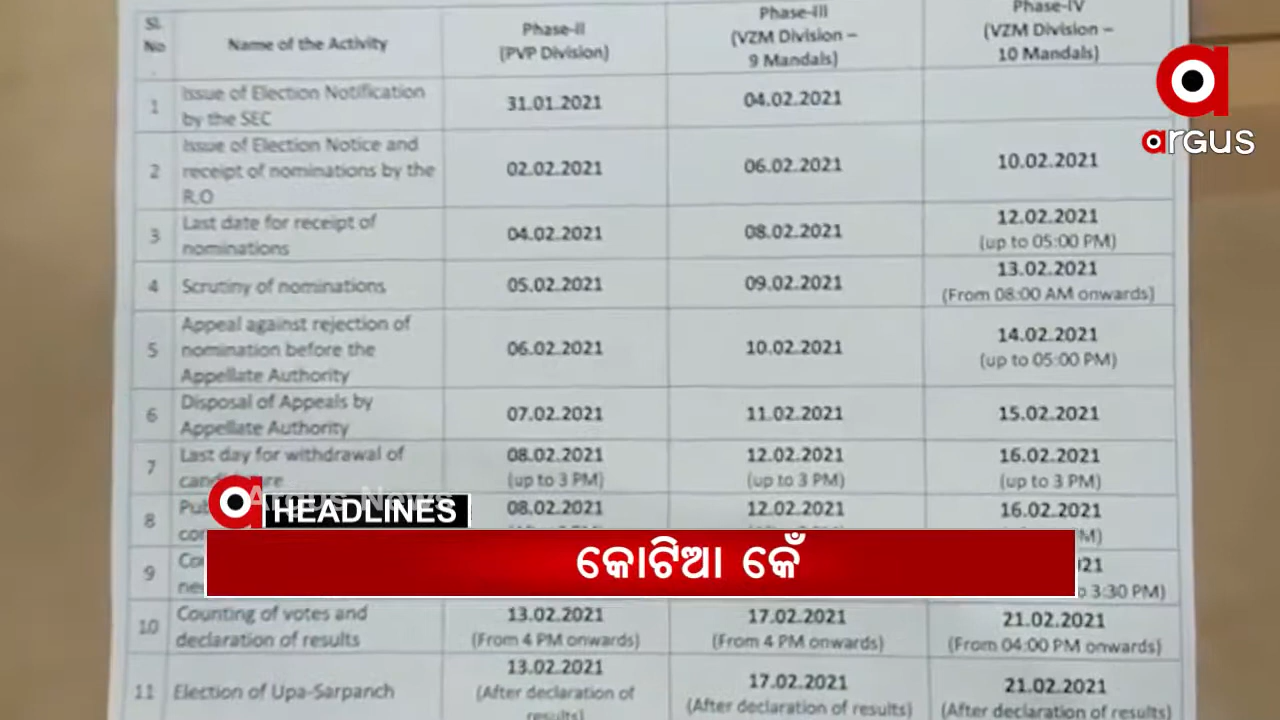 Sl.
No
.
Name of the Activity
Phase-II
(PVP Division)
Phase-III
(VZM Division –
9 Mandals)
Phase-IV
(VZM Division –
10 Mandals)
argus
1
Issue of Election Notification
by the SEC
31.01.2021
04.02.2021
2
Issue of Election Notice and
receipt of nominations by the
R.O
02.02.2021
06.02.2021
10.02.2021
3
Last date for receipt of
nominations
04.02.2021
08.02.2021
12.02.2021
(up to 05:00 PM)
4
Scrutiny of nominations
05.02.2021
09.02.2021
13.02.2021
(From 08:00 AM onwards)
5
Appeal against rejection of
nomination before the
Appellate Authority
06.02.2021
10.02.2021
14.02.2021
(up to 05:00 PM)
6
Disposal of Appeals by
Appellate Authority
07.02.2021
11.02.2021
15.02.2021
7
Last day for withdrawal of
08.02.2021
(up to 3 PM)
12.02.2021
(up to 3 PM)
16.02.2021
(up to 3 PM)
8
08.02.2021
12.02.2021
16.02.2021
Argus News
HEADLINES
କୋଟିଆ କେଁ
9
3:30 PM)
10
Counting of votes and
declaration of results
13.02.2021
(From 4 PM onwards)
17.02.2021
(From 4 PM onwards)
21.02.2021
(From 04:00 PM onwards)
11
Election of Upa-Sarpanch
13.02.2021
(After declaration of
results)
17.02.2021
(After declaration of results)
21.02.2021
(After declaration of results)